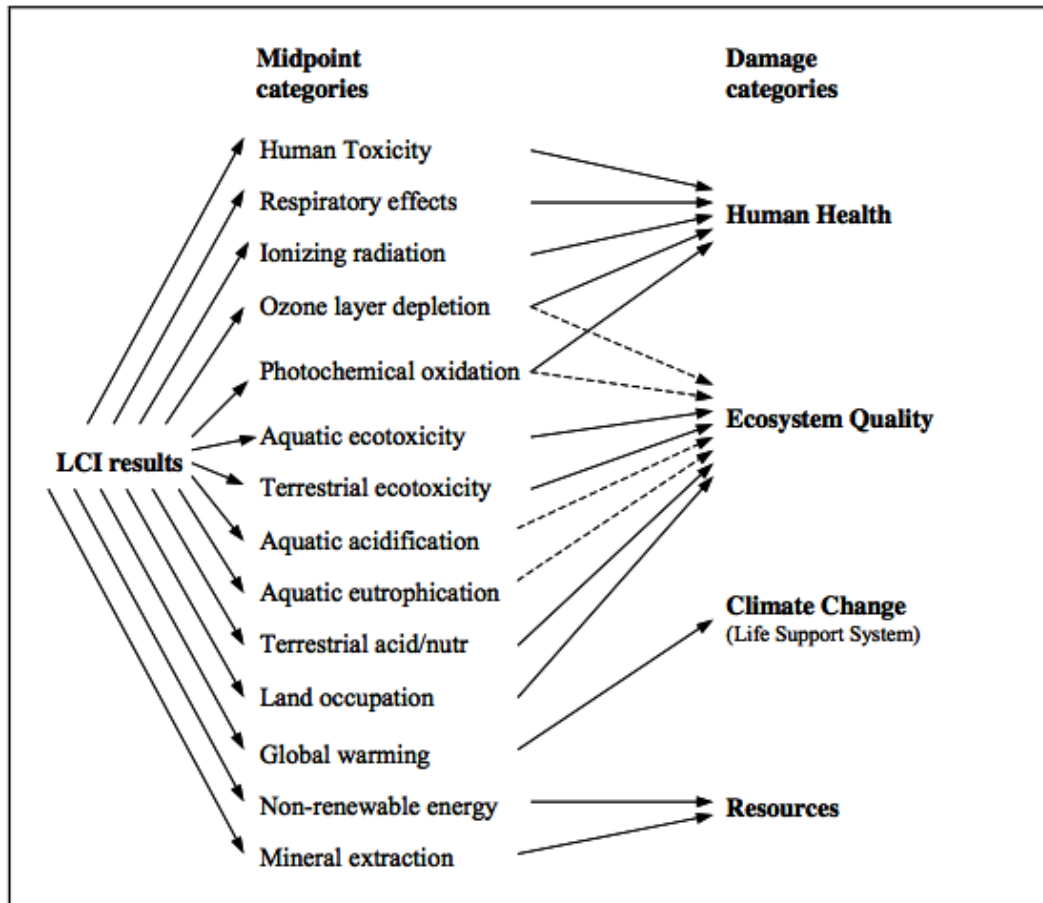 Midpoint
categories
Damage
categories
Human Toxicity
Respiratory effects
Human Health
Ionizing radiation
Ozone layer depletion
Photochemical oxidation
Ecosystem Quality
Aquatic ecotoxicity
LCI results
Terrestrial ecotoxicity
Aquatic acidification
Aquatic eutrophication
Climate Change
(Life Support System)
Terrestrial acid/nutr
Land occupation
Global warming
Non-renewable energy
Resources
Mineral extraction